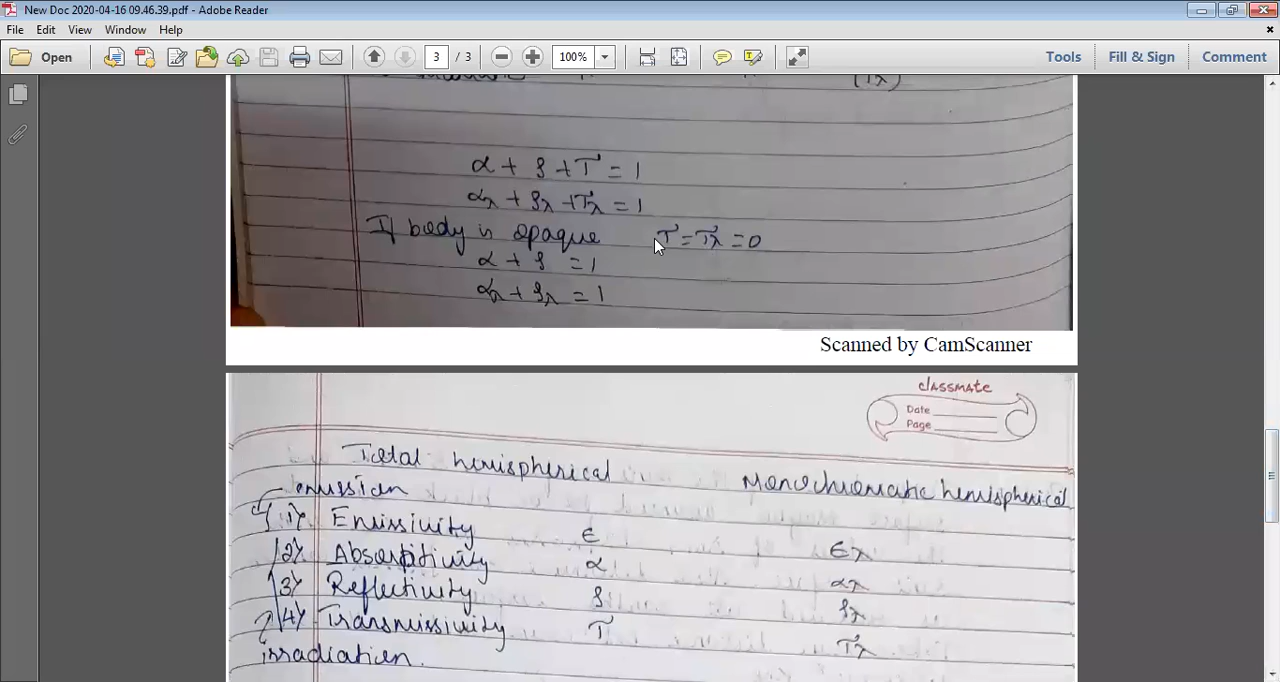 New Doc 2020-04-16 09.46.39.pdf - Adobe Reader
File Edit View Window Help
Open 3 / 3 100% Tools Fill & Sign Comment
(τλ)
α + ρ + τ = 1
αλ + ρλ + τλ = 1
If body is opaque τ = τλ = 0
α + ρ = 1
αλ + ρλ = 1
Scanned by CamScanner
classmate
Date
Page
Total hemispherical Monochromatic hemispherical
emission
1) Emissivity ϵ ϵλ
2) Absorptivity α αλ
3) Reflectivity ρ ρλ
4) Transmissivity τ τλ
irradiation.